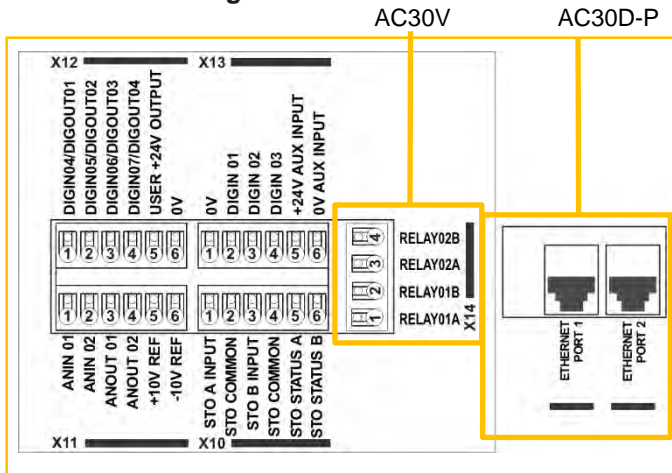 AC30V
AC30D-P
X12
X13
DIGIN04/DIGOUT01
DIGIN05/DIGOUT02
DIGIN06/DIGOUT03
DIGIN07/DIGOUT04
USER +24V OUTPUT
0V
0V
DIGIN 01
DIGIN 02
DIGIN 03
+24V AUX INPUT
0V AUX INPUT
1 2 3 4 5 6
1 2 3 4 5 6
4 RELAY02B
3 RELAY02A
2 RELAY01B
1 RELAY01A
X14
1 2 3 4 5 6
1 2 3 4 5 6
ANIN 01
ANIN 02
ANOUT 01
ANOUT 02
+10V REF
-10V REF
STO A INPUT
STO COMMON
STO B INPUT
STO COMMON
STO STATUS A
STO STATUS B
X11
X10
ETHERNET
PORT 1
ETHERNET
PORT 2